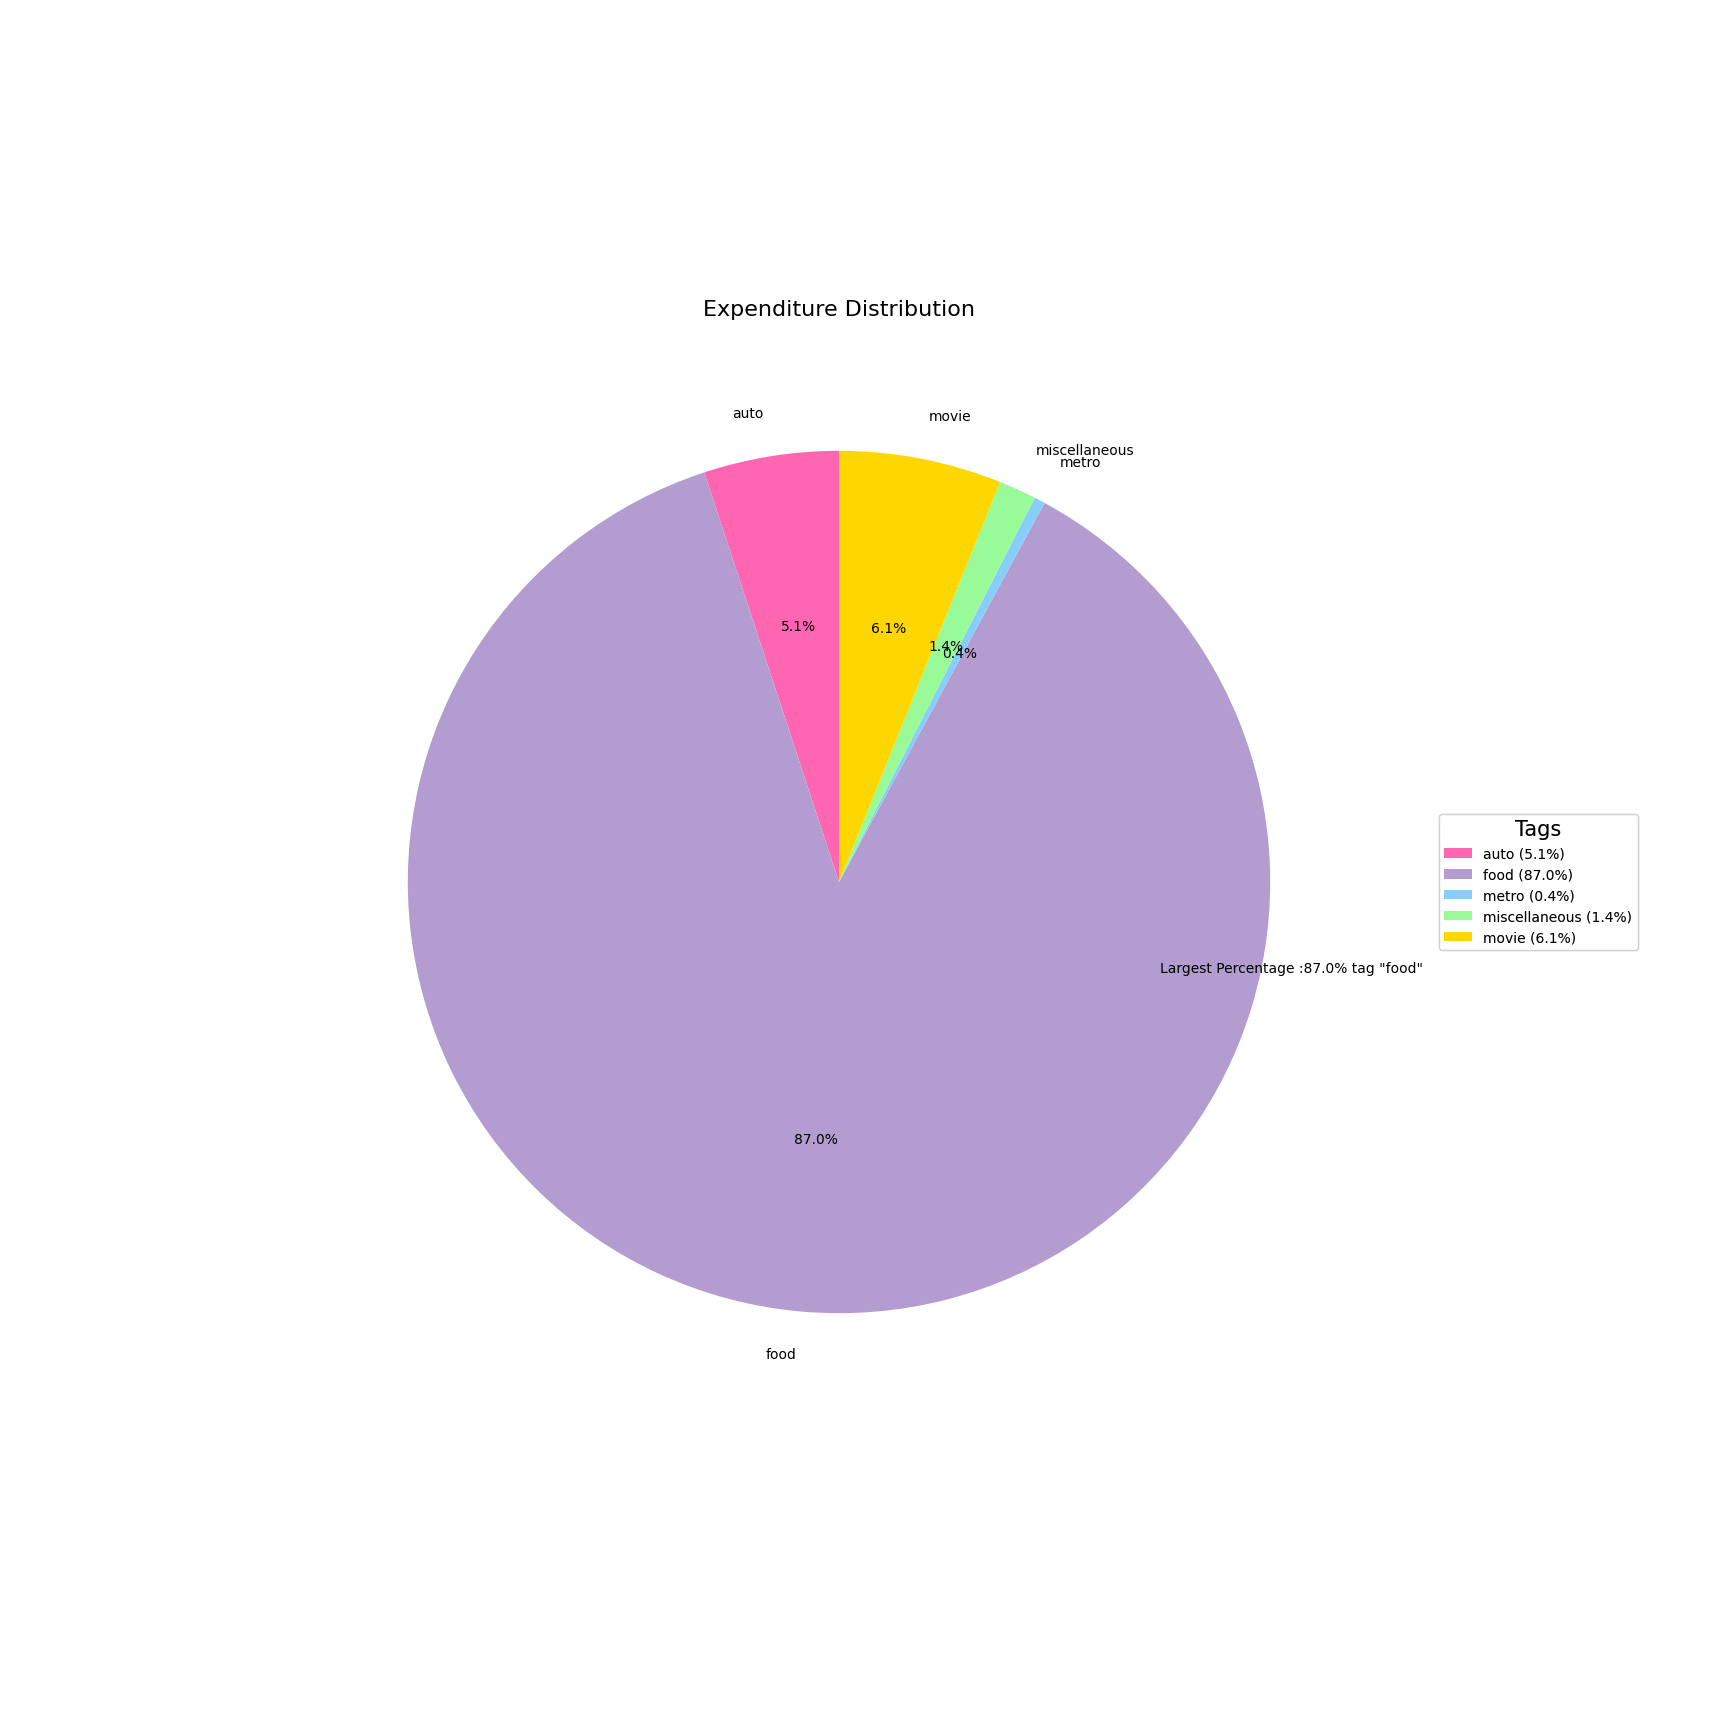 Expenditure Distribution
auto
movie
miscellaneous
metro
5.1%
6.1%
1.4%
0.4%
Tags
auto (5.1%)
food (87.0%)
metro (0.4%)
miscellaneous (1.4%)
movie (6.1%)
Largest Percentage :87.0% tag "food"
87.0%
food